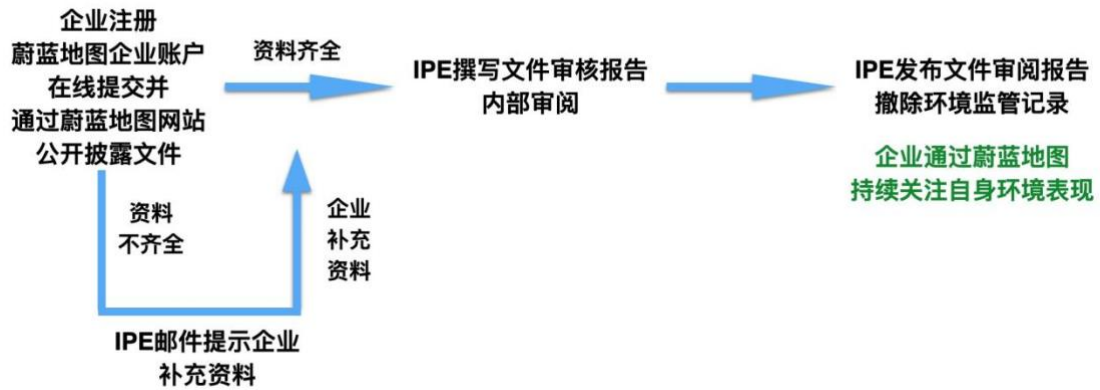 企业注册
蔚蓝地图企业账户
在线提交并
通过蔚蓝地图网站
公开披露文件
资料齐全
IPE撰写文件审核报告
内部审阅
IPE发布文件审阅报告
撤除环境监管记录
企业通过蔚蓝地图
持续关注自身环境表现
资料
不齐全
企业
补充
资料
IPE邮件提示企业
补充资料